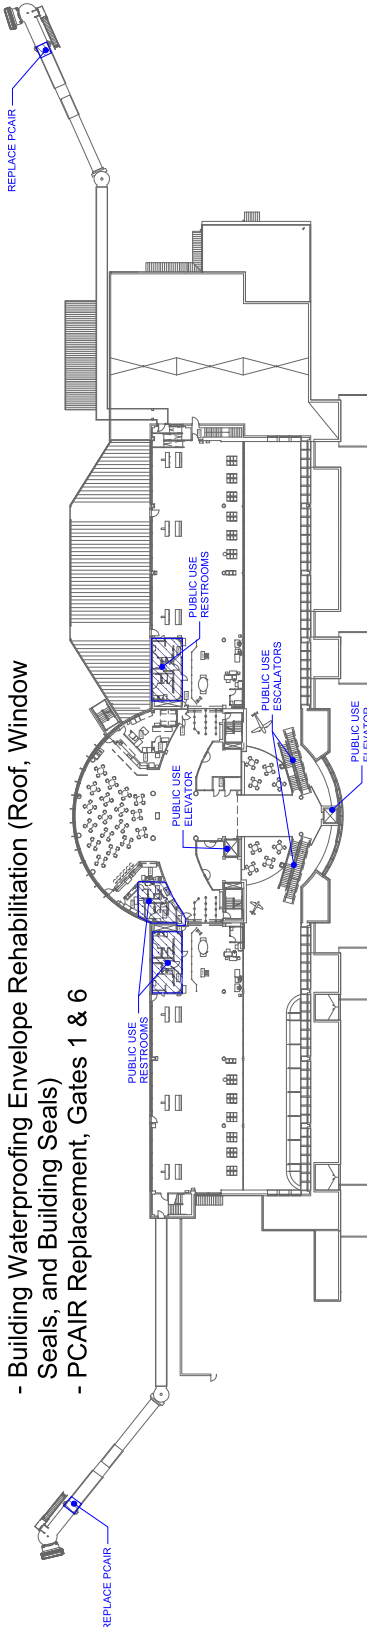 - Building Waterproofing Envelope Rehabilitation (Roof, Window
Seals, and Building Seals)
- PCAIR Replacement, Gates 1 & 6
REPLACE PCAIR
PUBLIC USE
RESTROOMS
PUBLIC USE
RESTROOMS
PUBLIC USE
ELEVATOR
PUBLIC USE
ESCALATORS
PUBLIC USE
ELEVATOR
REPLACE PCAIR